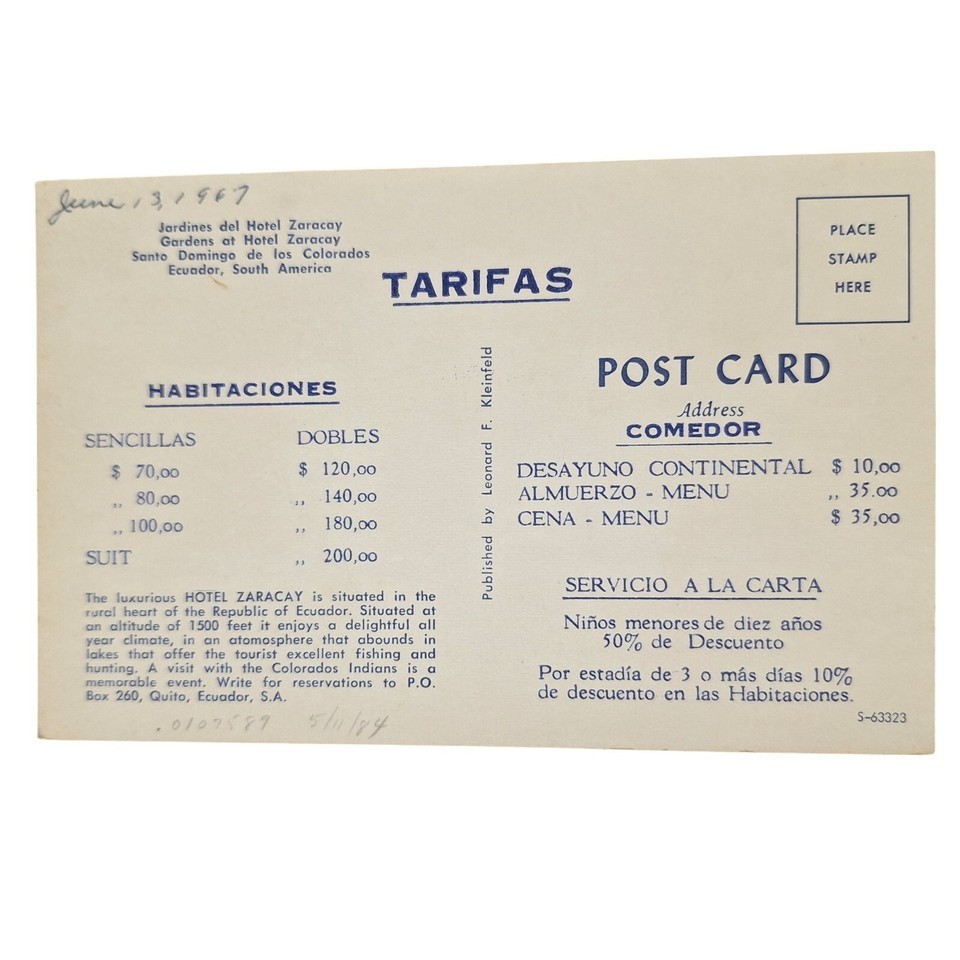 June 13, 1967
Jardines del Hotel Zaracay
Gardens at Hotel Zaracay
Santo Domingo de los Colorados
Ecuador, South America
TARIFAS
PLACE
STAMP
HERE
HABITACIONES
SENCILLAS DOBLES
$ 70,00 $ 120,00
,, 80,00 ,, 140,00
,, 100,00 ,, 180,00
SUIT ,, 200,00
The luxurious HOTEL ZARACAY is situated in the
rural heart of the Republic of Ecuador. Situated at
an altitude of 1500 feet it enjoys a delightful all
year climate, in an atomosphere that abounds in
lakes that offer the tourist excellent fishing and
hunting. A visit with the Colorados Indians is a
memorable event. Write for reservations to P.O.
Box 260, Quito, Ecuador, S.A.
.0107589 5/11/84
Published by Leonard F. Kleinfeld
POST CARD
Address
COMEDOR
DESAYUNO CONTINENTAL $ 10,00
ALMUERZO - MENU ,, 35.00
CENA - MENU $ 35,00
SERVICIO A LA CARTA
Niños menores de diez años
50% de Descuento
Por estadía de 3 o más días 10%
de descuento en las Habitaciones.
S-63323